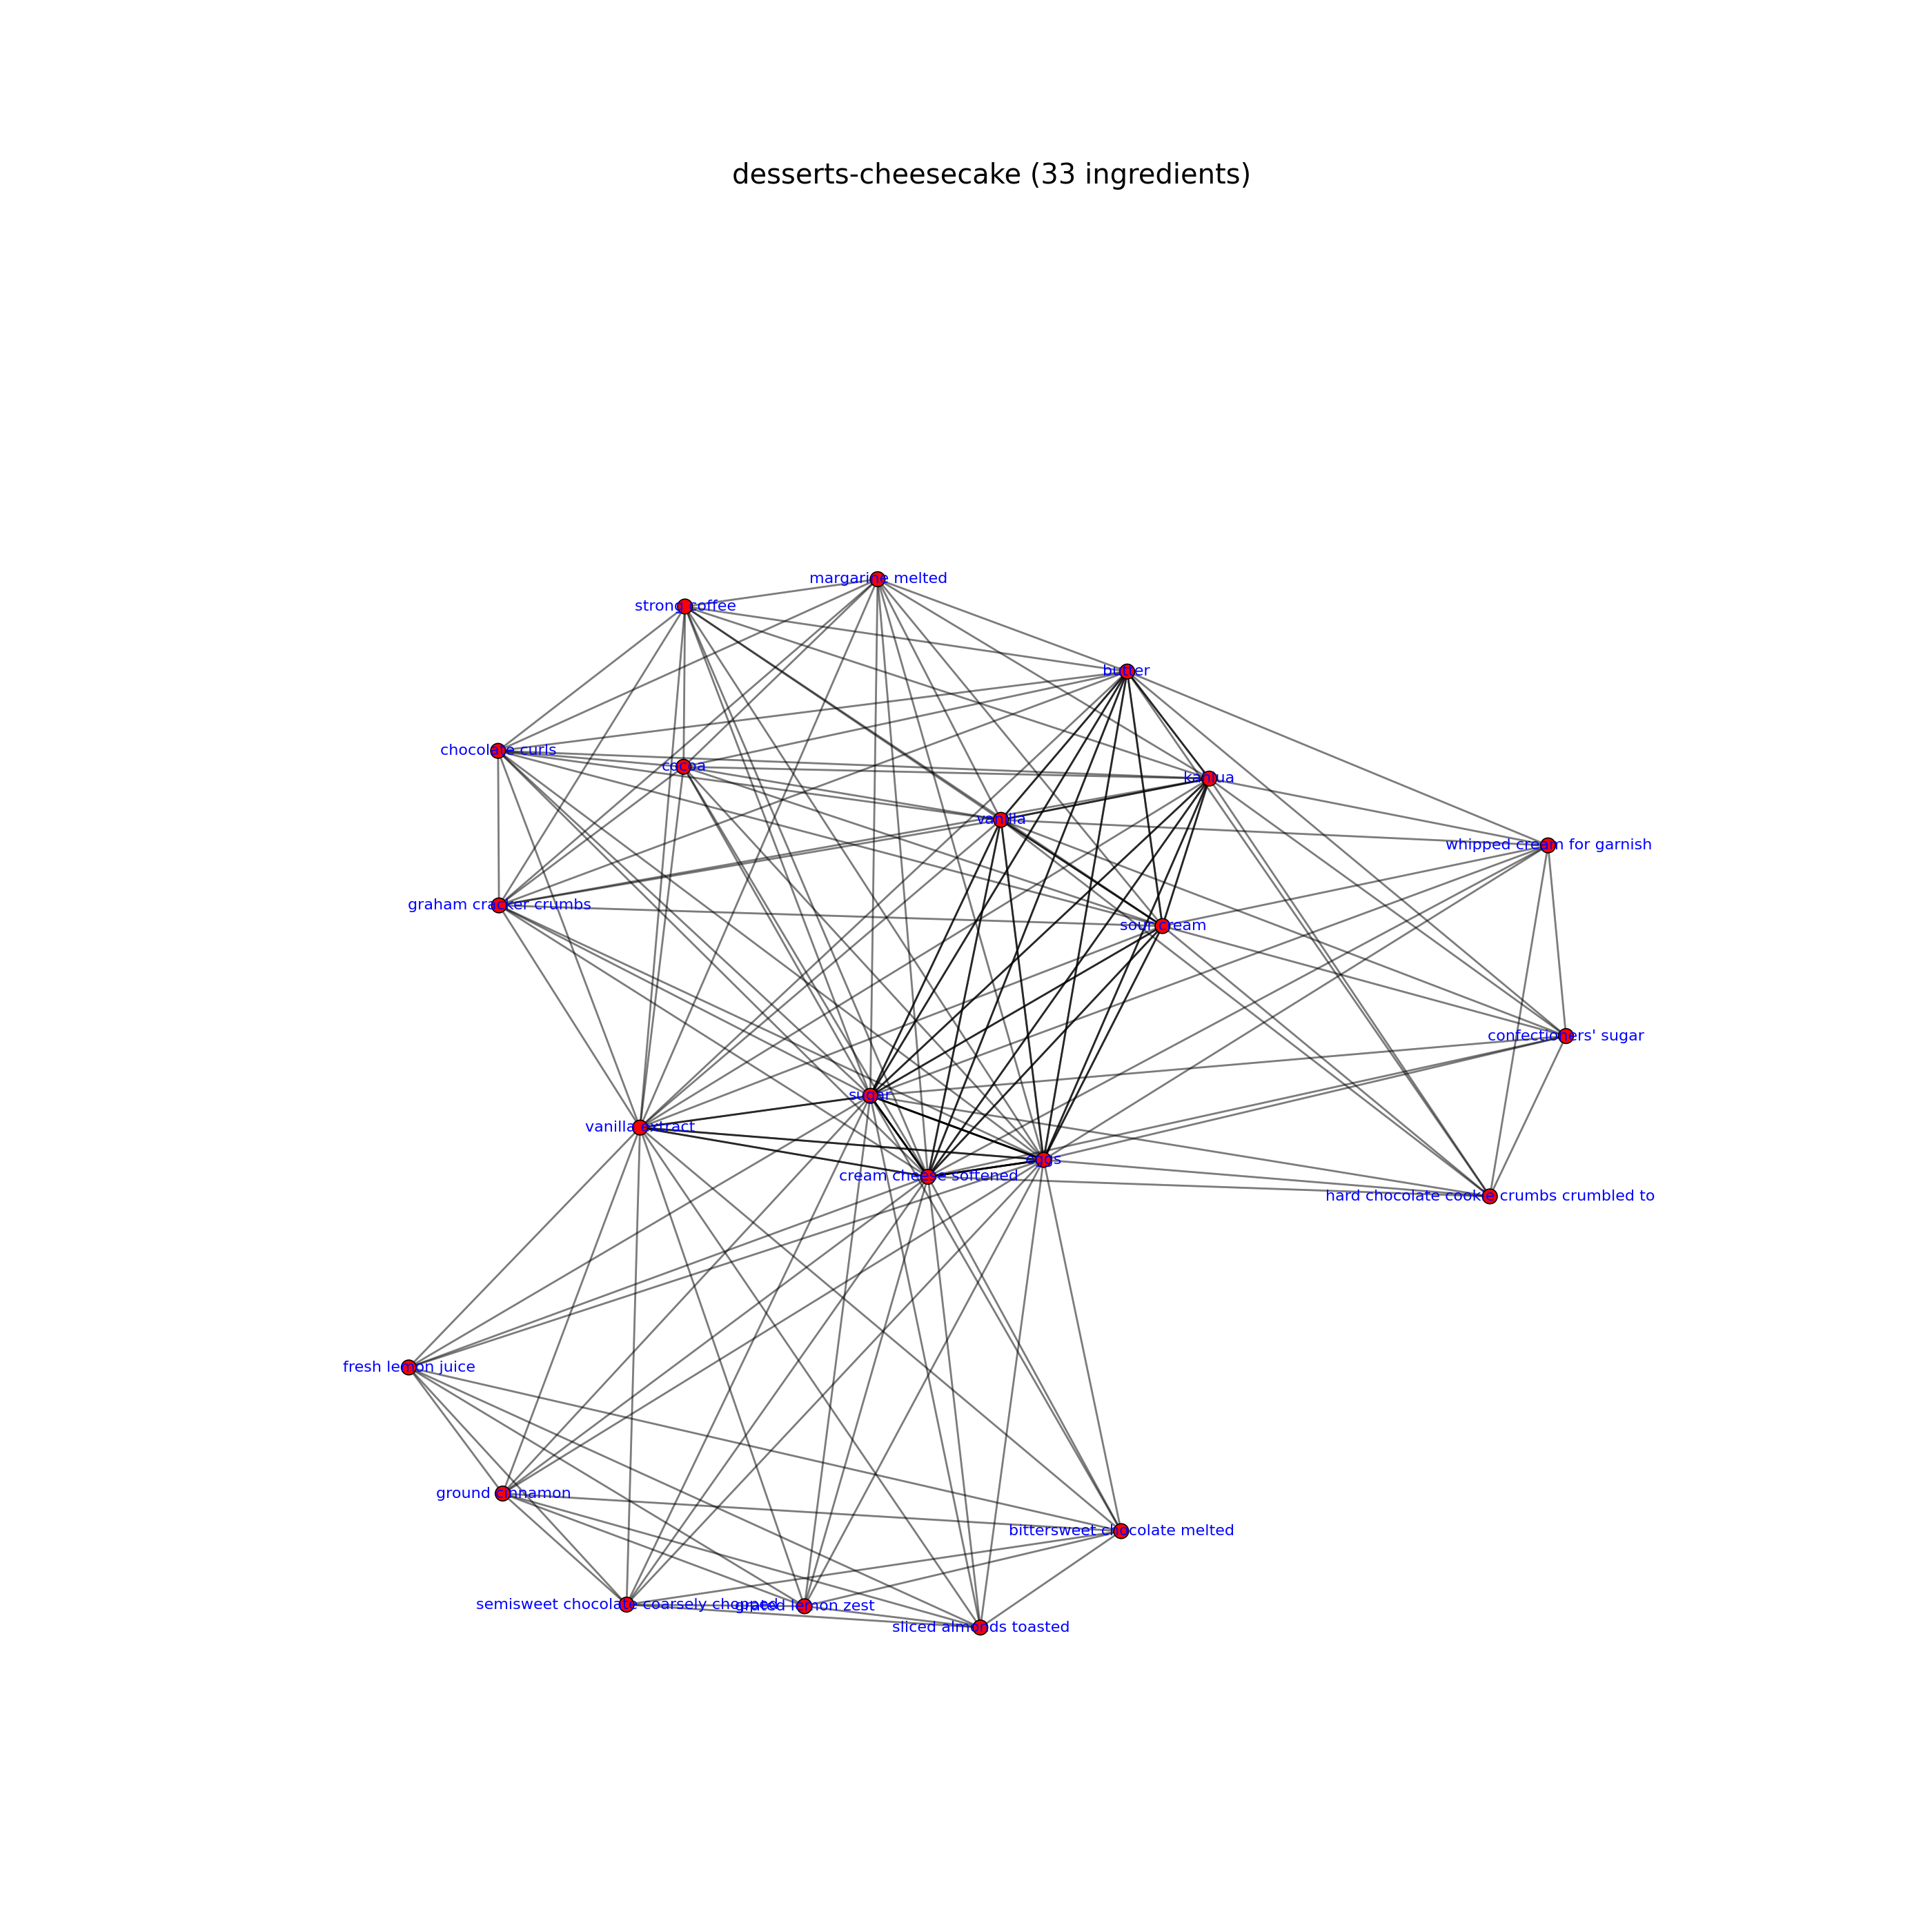 desserts-cheesecake (33 ingredients)
margarine melted
strong coffee
butter
chocolate curls
cocoa
kahlua
vanilla
whipped cream for garnish
graham cracker crumbs
sour cream
confectioners' sugar
sugar
vanilla extract
eggs
cream cheese softened
hard chocolate cookie crumbs crumbled to
fresh lemon juice
ground cinnamon
bittersweet chocolate melted
semisweet chocolate coarsely chopped
grated lemon zest
sliced almonds toasted